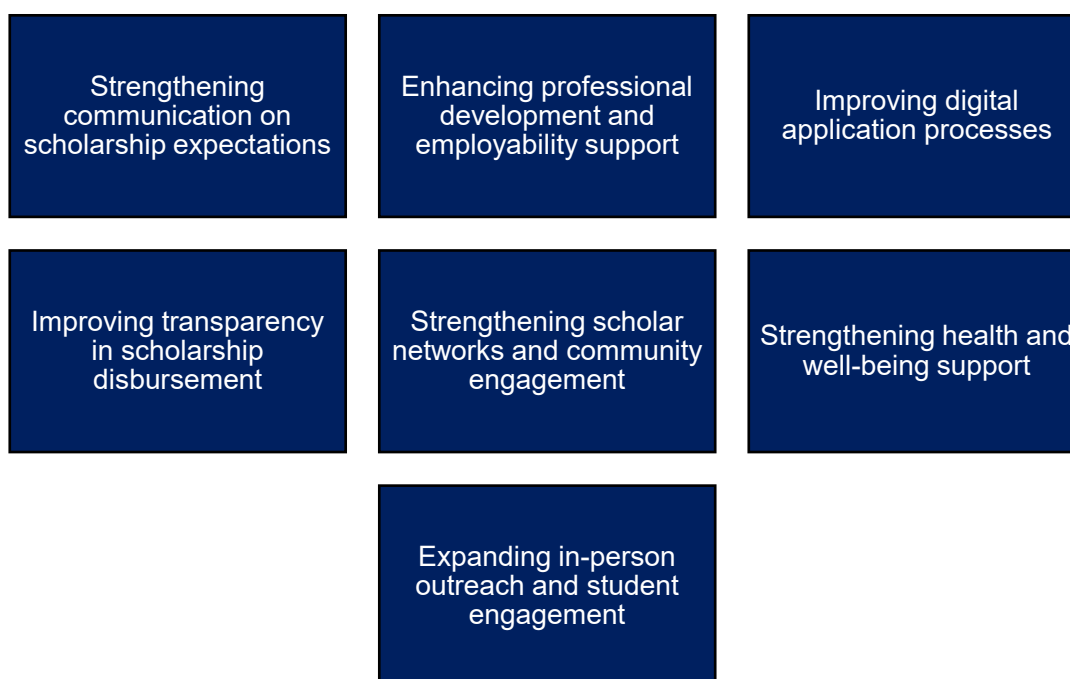 Strengthening
communication on
scholarship expectations
Enhancing professional
development and
employability support
Improving digital
application processes
Improving transparency
in scholarship
disbursement
Strengthening scholar
networks and community
engagement
Strengthening health and
well-being support
Expanding in-person
outreach and student
engagement